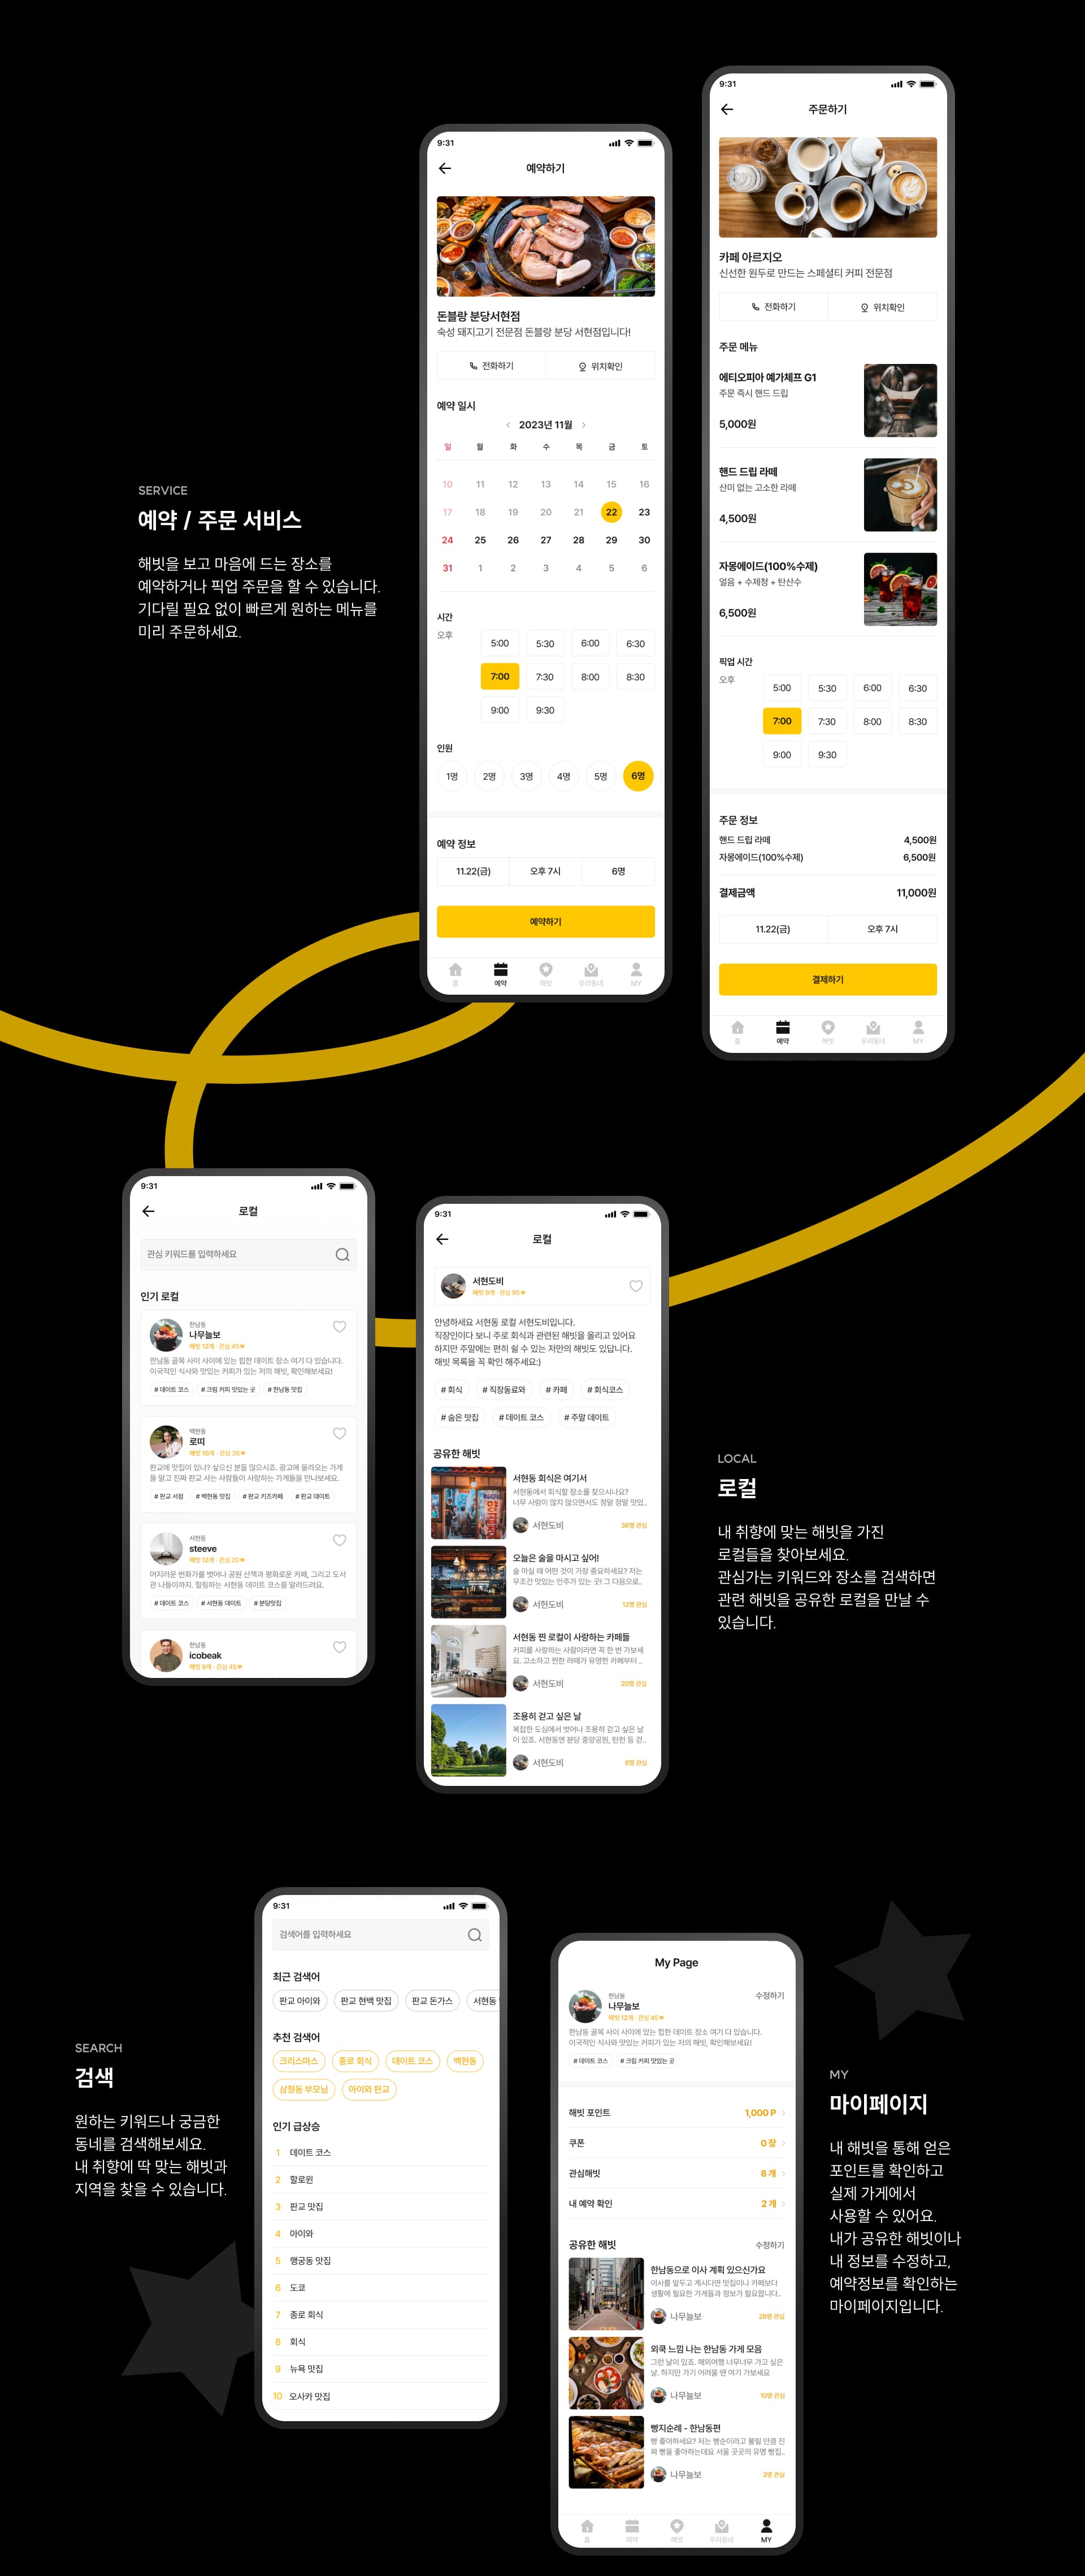 SERVICE
예약 / 주문 서비스
해빗을 보고 마음에 드는 장소를
예약하거나 픽업 주문을 할 수 있습니다.
기다릴 필요 없이 빠르게 원하는 메뉴를
미리 주문하세요.
9:31
예약하기
돈블랑 분당서현점
숙성 돼지고기 전문점 돈블랑 분당 서현점입니다!
전화하기
위치확인
예약 일시
2023년 11월
일 월 화 수 목 금 토
10 11 12 13 14 15 16
17 18 19 20 21 22 23
24 25 26 27 28 29 30
31 1 2 3 4 5 6
시간
오후
5:00 5:30 6:00 6:30
7:00 7:30 8:00 8:30
9:00 9:30
인원
1명 2명 3명 4명 5명 6명
예약 정보
11.22(금) 오후 7시 6명
예약하기
홈 예약 해빗 우리동네 MY
9:31
주문하기
카페 아르지오
신선한 원두로 만드는 스페셜티 커피 전문점
전화하기
위치확인
주문 메뉴
에티오피아 예가체프 G1
주문 즉시 핸드 드립
5,000원
핸드 드립 라떼
산미 없는 고소한 라떼
4,500원
자몽에이드(100%수제)
얼음 + 수제청 + 탄산수
6,500원
픽업 시간
오후
5:00 5:30 6:00 6:30
7:00 7:30 8:00 8:30
9:00 9:30
주문 정보
핸드 드립 라떼 4,500원
자몽에이드(100%수제) 6,500원
결제금액 11,000원
11.22(금) 오후 7시
결제하기
홈 예약 해빗 우리동네 MY
9:31
로컬
관심 키워드를 입력하세요
인기 로컬
한남동
나무늘보
해빗 12개 · 관심 45
한남동 골목 사이 사이에 있는 힙한 데이트 장소 여기 다 있습니다.
이국적인 식사와 맛있는 커피가 있는 저의 해빗, 확인해보세요!
# 데이트 코스 # 크림 커피 맛있는 곳 # 한남동 맛집
백현동
로띠
해빗 10개 · 관심 35
판교에 맛집이 있나? 싶으신 분들 많으시죠. 광고에 올라오는 가게
들 말고 진짜 판교 사는 사람들이 사랑하는 가게들을 만나보세요.
# 판교 서점 # 백현동 맛집 # 판교 키즈카페 # 판교 데이트
서현동
steeve
해빗 12개 · 관심 20
어지러운 번화가를 벗어나 공원 산책과 평화로운 카페, 그리고 도서
관 나들이까지. 힐링하는 서현동 데이트 코스를 알려드려요.
# 데이트 코스 # 서현동 데이트 # 분당맛집
한남동
icobeak
해빗 9개 · 관심 45
9:31
로컬
서현도비
해빗 9개 · 관심 95
안녕하세요 서현동 로컬 서현도비입니다.
직장인이다 보니 주로 회식과 관련된 해빗을 올리고 있어요
하지만 주말에는 편히 쉴 수 있는 저만의 해빗도 있답니다.
해빗 목록을 꼭 확인 해주세요:)
# 회식 # 직장동료와 # 카페 # 회식코스
# 숨은 맛집 # 데이트 코스 # 주말 데이트
공유한 해빗
서현동 회식은 여기서
서현동에서 회식할 장소를 찾으시나요?
너무 사람이 많지 않으면서도 정말 정말 맛있..
서현도비 36명 관심
오늘은 술을 마시고 싶어!
술 마실 때 어떤 것이 가장 중요하세요? 저는
무조건 맛있는 안주가 있는 곳! 그 다음으로..
서현도비 12명 관심
서현동 찐 로컬이 사랑하는 카페들
커피를 사랑하는 사람이라면 꼭 한 번 가보세
요. 고소하고 찐한 라떼가 유명한 카페부터 ..
서현도비 20명 관심
조용히 걷고 싶은 날
복잡한 도심에서 벗어나 조용히 걷고 싶은 날
이 있죠. 서현동엔 분당 중앙공원, 탄천 등 걷..
서현도비 8명 관심
LOCAL
로컬
내 취향에 맞는 해빗을 가진
로컬들을 찾아보세요.
관심가는 키워드와 장소를 검색하면
관련 해빗을 공유한 로컬을 만날 수
있습니다.
SEARCH
검색
원하는 키워드나 궁금한
동네를 검색해보세요.
내 취향에 딱 맞는 해빗과
지역을 찾을 수 있습니다.
9:31
검색어를 입력하세요
최근 검색어
판교 아이와 판교 현백 맛집 판교 돈가스 서현동
추천 검색어
크리스마스 종로 회식 데이트 코스 백현동
삼청동 부모님 아이와 판교
인기 급상승
1 데이트 코스
2 할로윈
3 판교 맛집
4 아이와
5 행궁동 맛집
6 도쿄
7 종로 회식
8 회식
9 뉴욕 맛집
10 오사카 맛집
My Page
한남동
나무늘보
수정하기
해빗 12개 · 관심 45
한남동 골목 사이 사이에 있는 힙한 데이트 장소 여기 다 있습니다.
이국적인 식사와 맛있는 커피가 있는 저의 해빗, 확인해보세요!
# 데이트 코스 # 크림 커피 맛있는 곳
해빗 포인트 1,000 P
쿠폰 0 장
관심해빗 8 개
내 예약 확인 2 개
공유한 해빗 수정하기
한남동으로 이사 계획 있으신가요
이사를 앞두고 계시다면 맛집이나 카페보다
생활에 필요한 가게들과 정보가 필요합니다..
나무늘보 28명 관심
외쿡 느낌 나는 한남동 가게 모음
그런 날이 있죠. 해외여행 너무너무 가고 싶은
날. 하지만 가기 어려울 땐 여기 가보세요
나무늘보 10명 관심
빵지순례 - 한남동편
빵 좋아하세요? 저는 빵순이라고 불릴 만큼 진
짜 빵을 좋아하는데요 서울 곳곳의 유명 빵집..
나무늘보 3명 관심
홈 예약 해빗 우리동네 MY
MY
마이페이지
내 해빗을 통해 얻은
포인트를 확인하고
실제 가게에서
사용할 수 있어요.
내가 공유한 해빗이나
내 정보를 수정하고,
예약정보를 확인하는
마이페이지입니다.